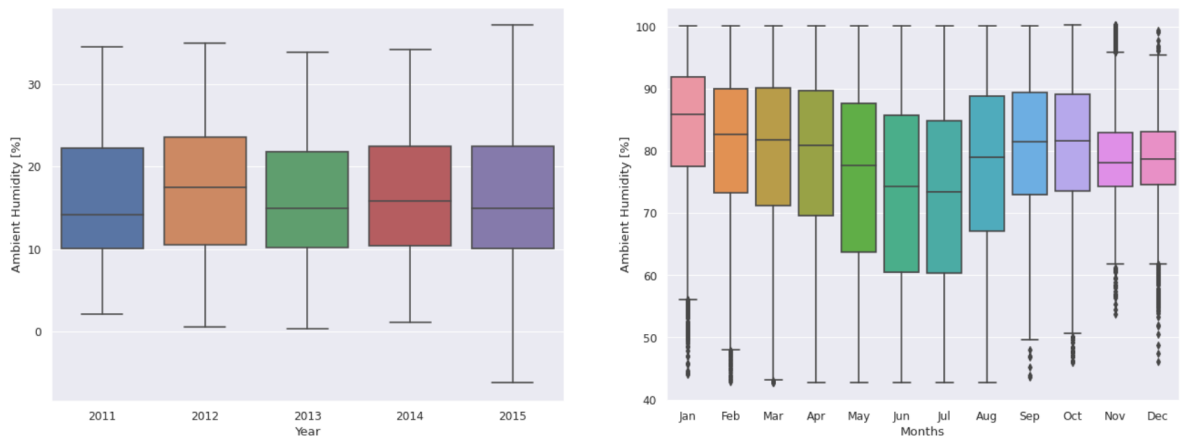 Ambient Humidity [%]
30
20
10
0
2011 2012 2013 2014 2015
Year
Ambient Humidity [%]
100
90
80
70
60
50
40
Jan Feb Mar Apr May Jun Jul Aug Sep Oct Nov Dec
Months